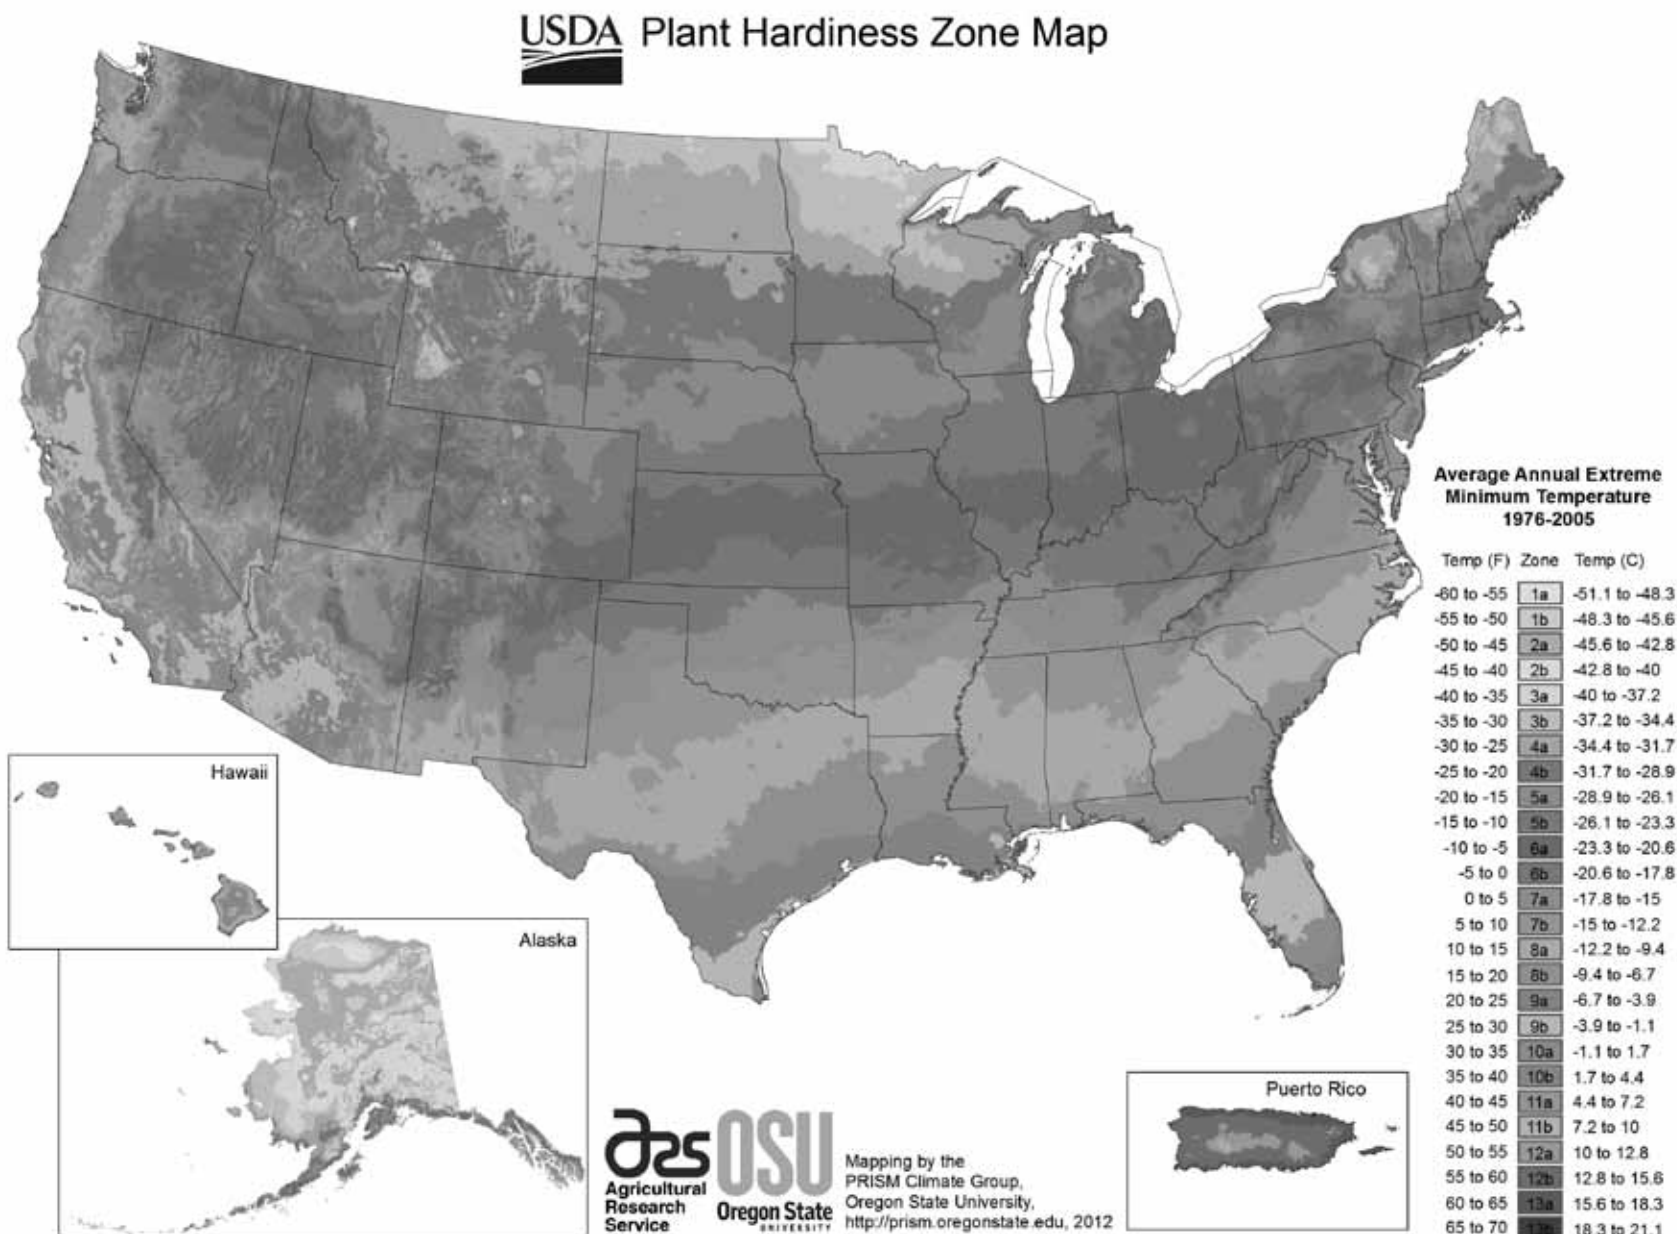 USDA Plant Hardiness Zone Map
Average Annual Extreme
Minimum Temperature
1976-2005
Temp (F) Zone Temp (C)
-60 to -55 1a -51.1 to -48.3
-55 to -50 1b -48.3 to -45.6
-50 to -45 2a -45.6 to -42.8
-45 to -40 2b -42.8 to -40
-40 to -35 3a -40 to -37.2
-35 to -30 3b -37.2 to -34.4
-30 to -25 4a -34.4 to -31.7
-25 to -20 4b -31.7 to -28.9
-20 to -15 5a -28.9 to -26.1
-15 to -10 5b -26.1 to -23.3
-10 to -5 6a -23.3 to -20.6
-5 to 0 6b -20.6 to -17.8
0 to 5 7a -17.8 to -15
5 to 10 7b -15 to -12.2
10 to 15 8a -12.2 to -9.4
15 to 20 8b -9.4 to -6.7
20 to 25 9a -6.7 to -3.9
25 to 30 9b -3.9 to -1.1
30 to 35 10a -1.1 to 1.7
35 to 40 10b 1.7 to 4.4
40 to 45 11a 4.4 to 7.2
45 to 50 11b 7.2 to 10
50 to 55 12a 10 to 12.8
55 to 60 12b 12.8 to 15.6
60 to 65 13a 15.6 to 18.3
65 to 70 13b 18.3 to 21.1
Hawaii
Alaska
Puerto Rico
ars
Agricultural
Research
Service
OSU
Oregon State
UNIVERSITY
Mapping by the
PRISM Climate Group,
Oregon State University,
http://prism.oregonstate.edu, 2012